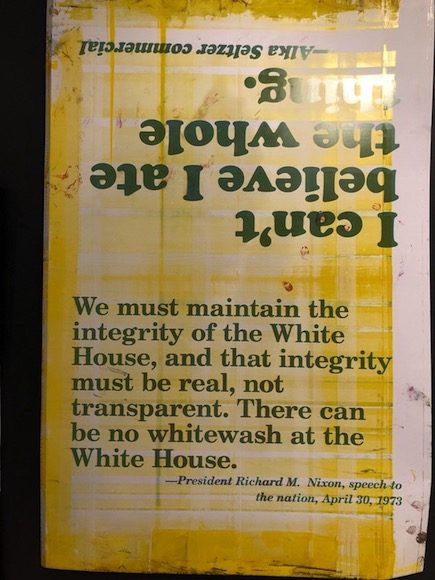 I can't
believe I ate
the whole
thing.
—Alka Seltzer commercial
We must maintain the
integrity of the White
House, and that integrity
must be real, not
transparent. There can
be no whitewash at the
White House.
—President Richard M. Nixon, speech to
the nation, April 30, 1973